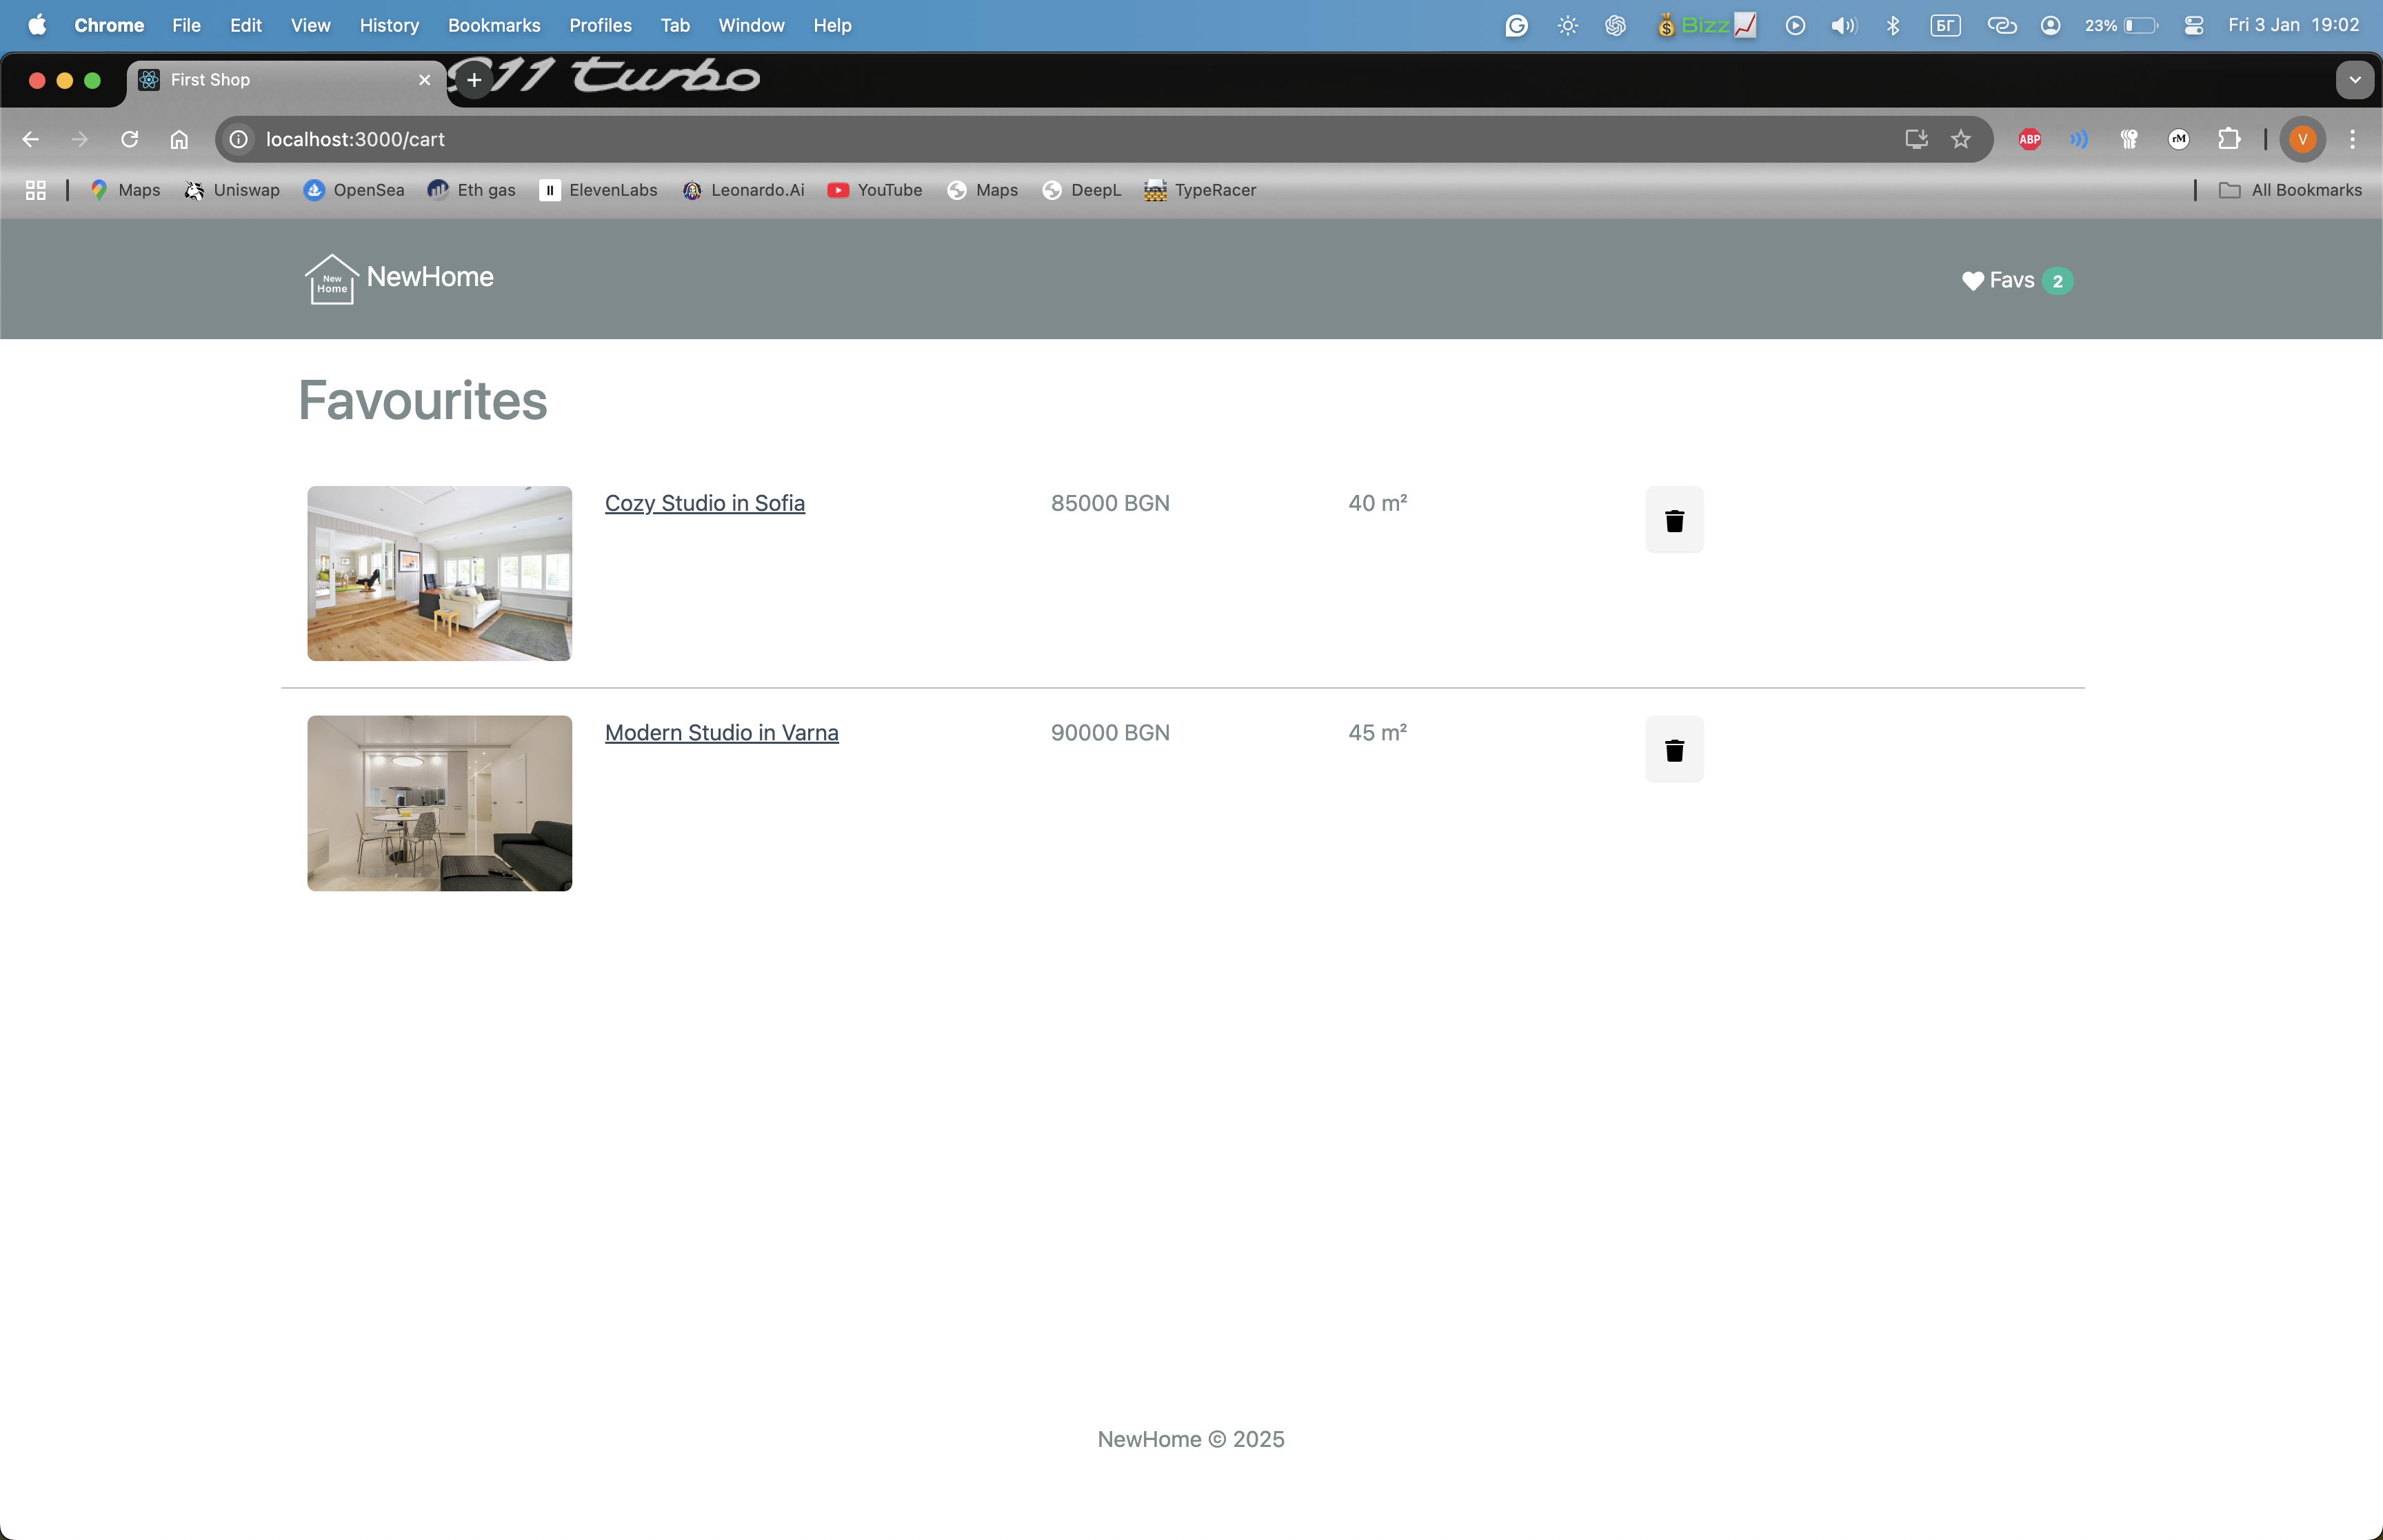 Chrome File Edit View History Bookmarks Profiles Tab Window Help Bizz БГ 23% Fri 3 Jan 19:02
First Shop 911 turbo
localhost:3000/cart ABP rM V
Maps Uniswap OpenSea Eth gas ElevenLabs Leonardo.Ai YouTube Maps DeepL TypeRacer All Bookmarks
New
Home
NewHome Favs 2
Favourites
Cozy Studio in Sofia 85000 BGN 40 m²
Modern Studio in Varna 90000 BGN 45 m²
NewHome © 2025